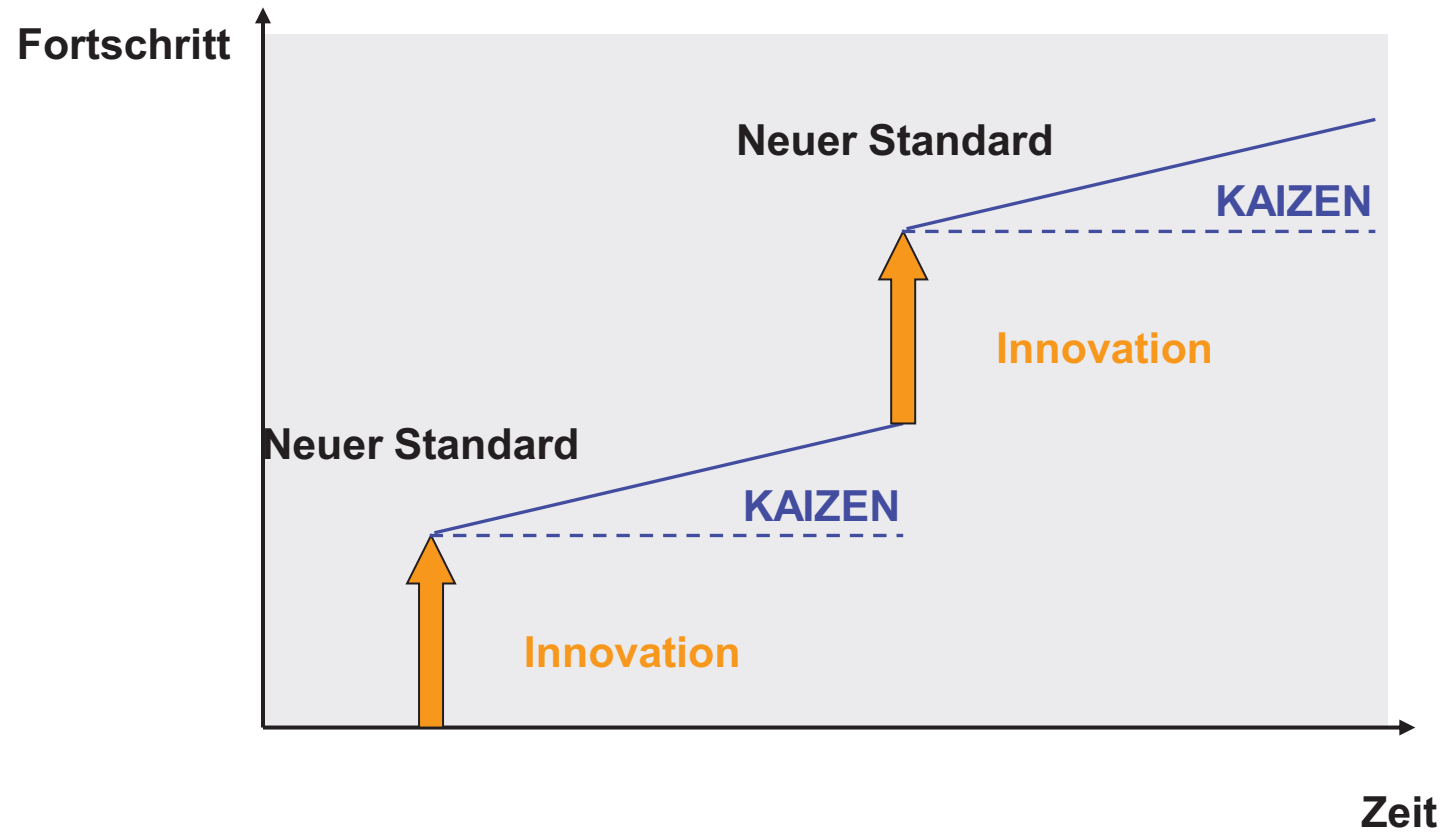 Fortschritt
Neuer Standard
KAIZEN
Innovation
Neuer Standard
KAIZEN
Innovation
Zeit